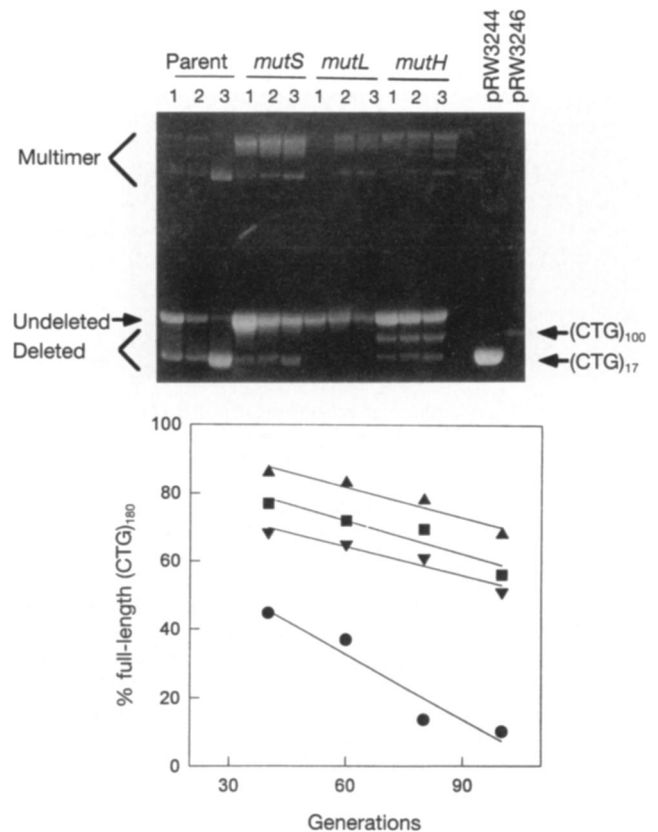 Parent mutS mutL mutH pRW3244 pRW3246
1 2 3 1 2 3 1 2 3 1 2 3
Multimer
Undeleted
Deleted
(CTG)100
(CTG)17
100
80
60
40
20
0
% full-length (CTG)180
30 60 90
Generations